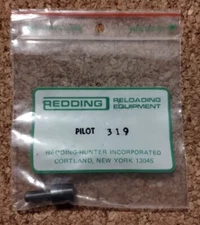 REDDING RELOADING
EQUIPMENT
PILOT 319
REDDING-HUNTER INCORPORATED
CORTLAND, NEW YORK 13045